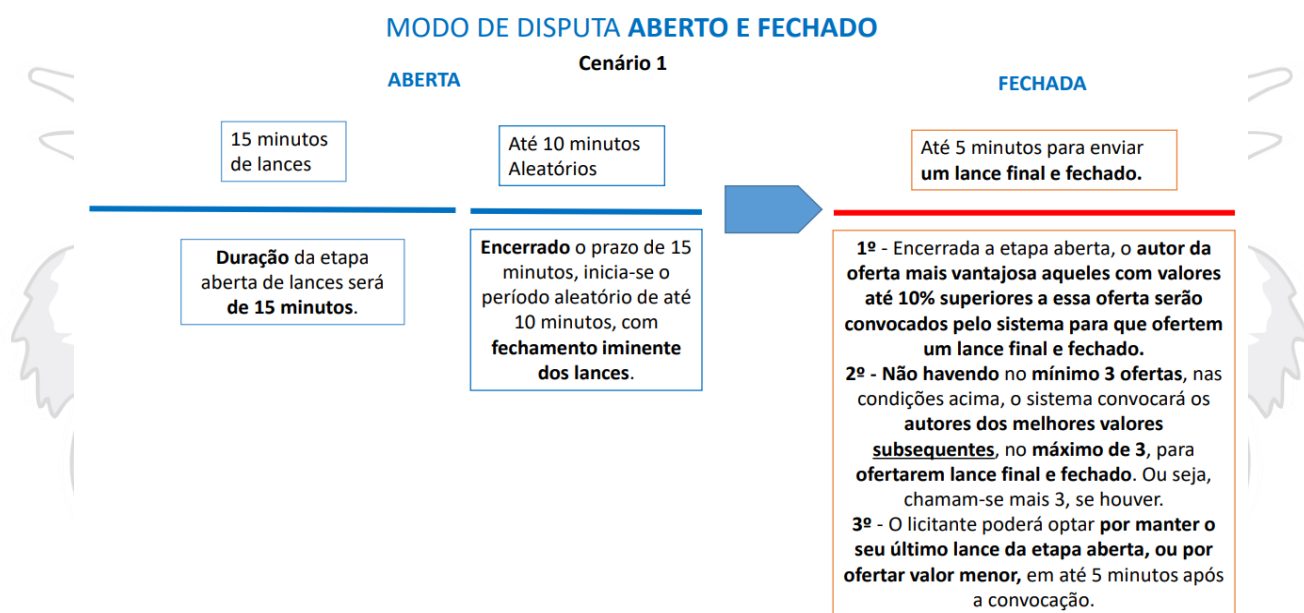 MODO DE DISPUTA ABERTO E FECHADO
Cenário 1
ABERTA
FECHADA
15 minutos
de lances
Até 10 minutos
Aleatórios
Até 5 minutos para enviar
um lance final e fechado.
Duração da etapa
aberta de lances será
de 15 minutos.
Encerrado o prazo de 15
minutos, inicia-se o
período aleatório de até
10 minutos, com
fechamento iminente
dos lances.
1º - Encerrada a etapa aberta, o autor da
oferta mais vantajosa aqueles com valores
até 10% superiores a essa oferta serão
convocados pelo sistema para que ofertem
um lance final e fechado.
2º - Não havendo no mínimo 3 ofertas, nas
condições acima, o sistema convocará os
autores dos melhores valores
subsequentes, no máximo de 3, para
ofertarem lance final e fechado. Ou seja,
chamam-se mais 3, se houver.
3º - O licitante poderá optar por manter o
seu último lance da etapa aberta, ou por
ofertar valor menor, em até 5 minutos após
a convocação.